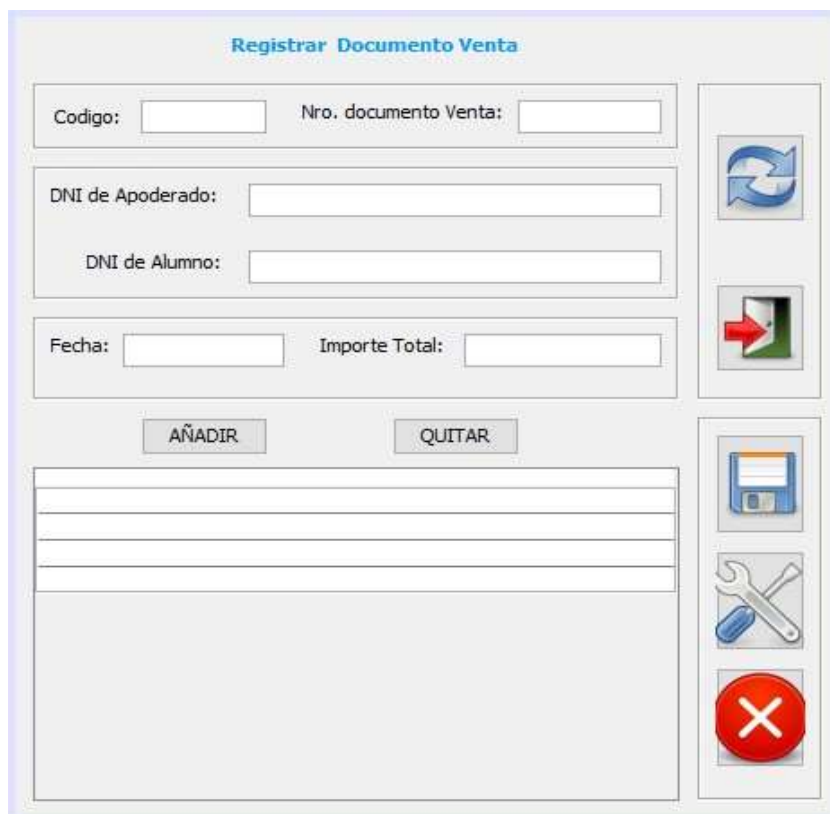 Registrar Documento Venta
Codigo: Nro. documento Venta:
DNI de Apoderado:
DNI de Alumno:
Fecha: Importe Total:
AÑADIR QUITAR